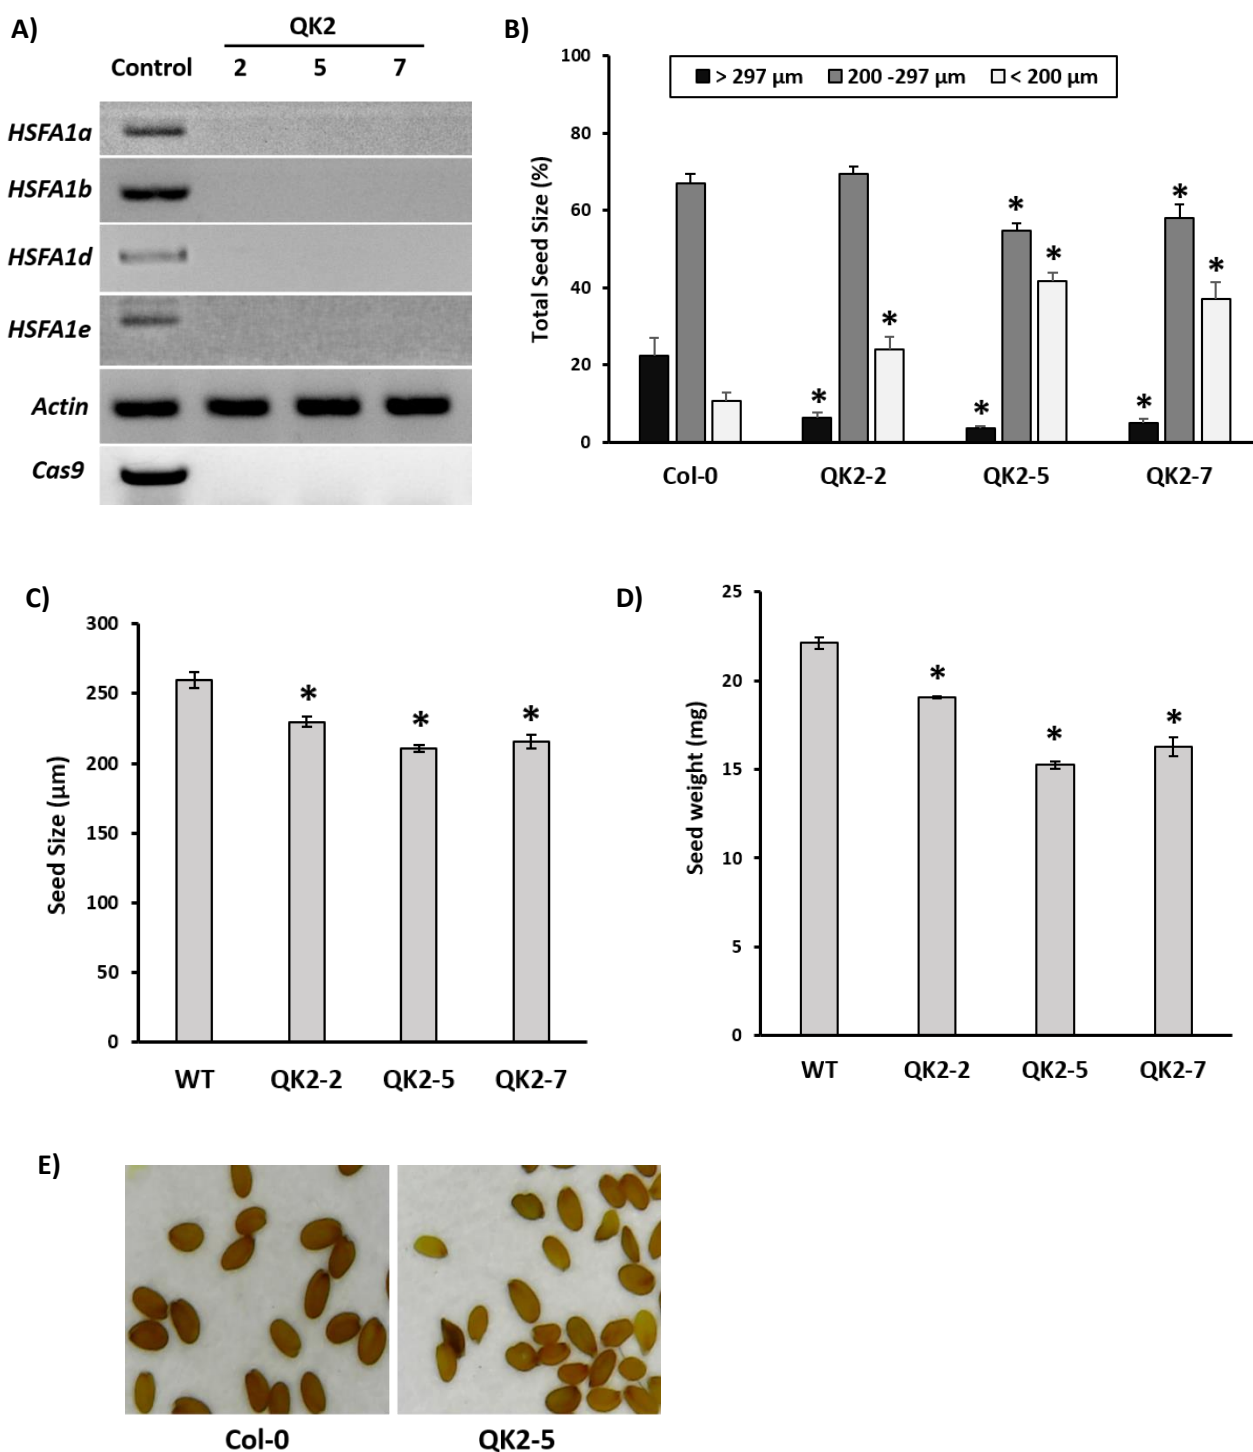 A)
QK2
Control 2 5 7
HSFA1a
HSFA1b
HSFA1d
HSFA1e
Actin
Cas9
B)
> 297 µm 200 -297 µm < 200 µm
Total Seed Size (%)
100
80
60
40
20
0
* * * * * * * *
Col-0 QK2-2 QK2-5 QK2-7
C)
Seed Size (µm)
300
250
200
150
100
50
0
* * *
WT QK2-2 QK2-5 QK2-7
D)
Seed weight (mg)
25
20
15
10
5
0
* * *
WT QK2-2 QK2-5 QK2-7
E)
Col-0 QK2-5